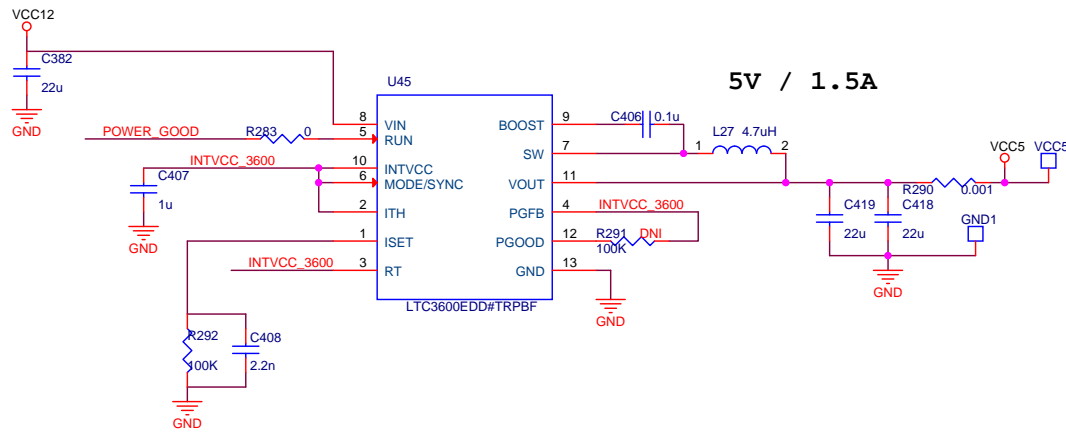 VCC12
C382
22u
GND
U45
5V / 1.5A
POWER_GOOD
R283 0
INTVCC_3600
C407
1u
GND
8 VIN
5 RUN
10 INTVCC
6 MODE/SYNC
2 ITH
1 ISET
3 RT
INTVCC_3600
BOOST 9
SW 7
VOUT 11
PGFB 4
PGOOD 12
GND 13
LTC3600EDD#TRPBF
C406 0.1u
L27 4.7uH
1 2
INTVCC_3600
R291 DNI
100K
GND
VCC5
VCC5
R290 0.001
C419
22u
C418
22u
GND1
GND
R292
100K
C408
2.2n
GND